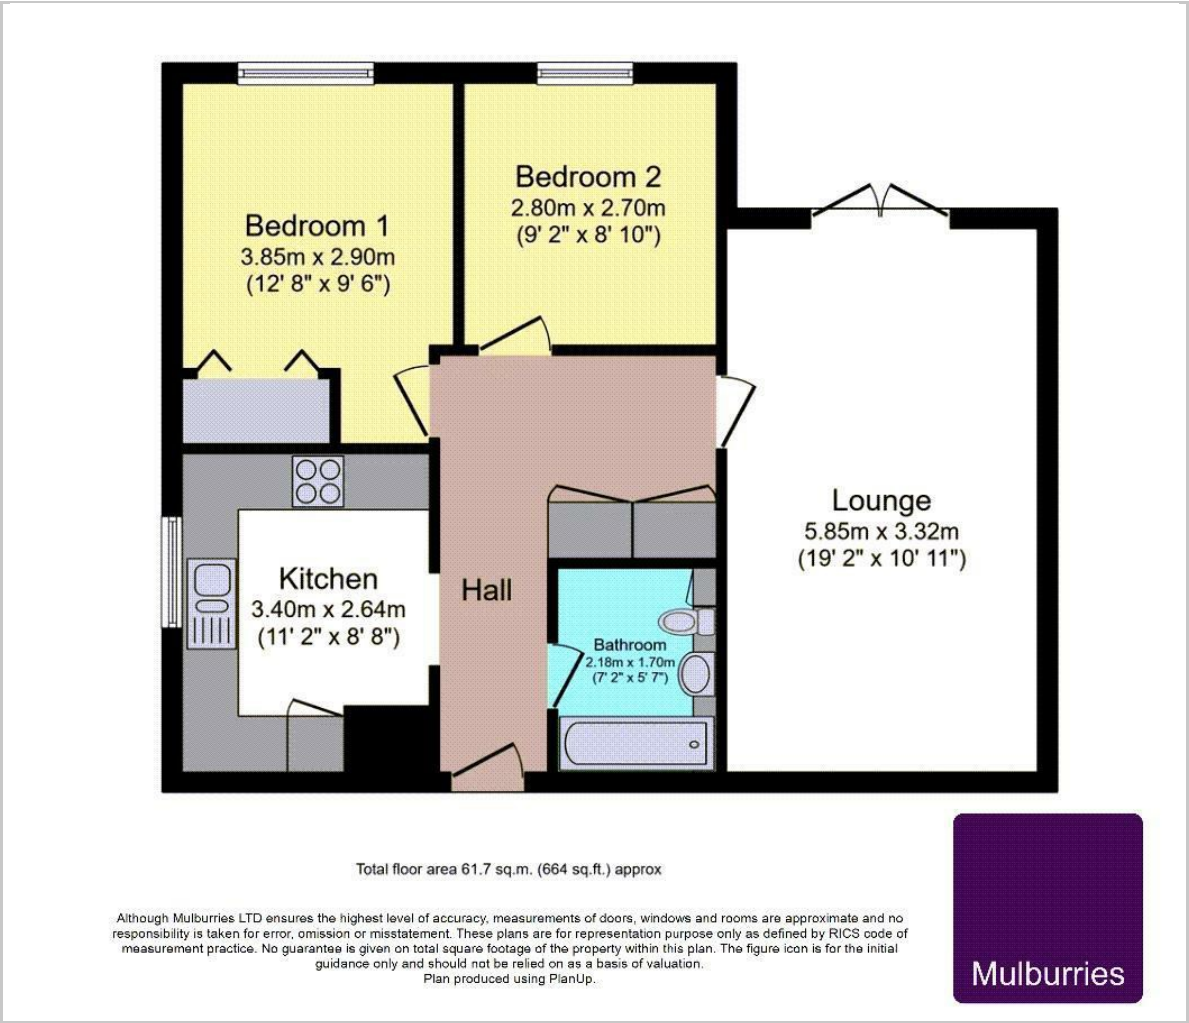 Bedroom 1
3.85m x 2.90m
(12' 8" x 9' 6")
Bedroom 2
2.80m x 2.70m
(9' 2" x 8' 10")
Lounge
5.85m x 3.32m
(19' 2" x 10' 11")
Kitchen
3.40m x 2.64m
(11' 2" x 8' 8")
Hall
Bathroom
2.18m x 1.70m
(7' 2" x 5' 7")
Total floor area 61.7 sq.m. (664 sq.ft.) approx
Although Mulburries LTD ensures the highest level of accuracy, measurements of doors, windows and rooms are approximate and no
responsibility is taken for error, omission or misstatement. These plans are for representation purpose only as defined by RICS code of
measurement practice. No guarantee is given on total square footage of the property within this plan. The figure icon is for the initial
guidance only and should not be relied on as a basis of valuation.
Plan produced using PlanUp.
Mulburries